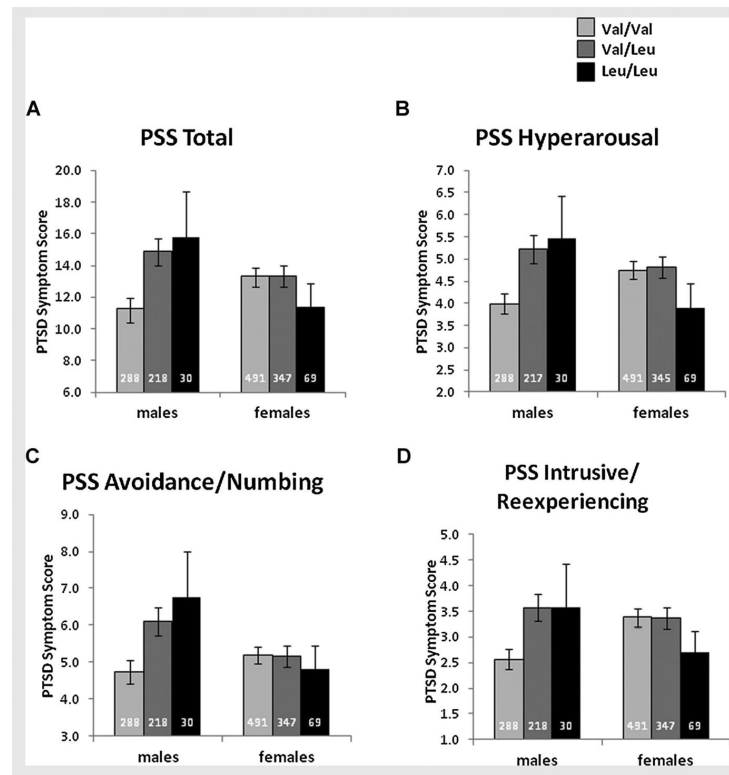 Val/Val
Val/Leu
Leu/Leu
A
PSS Total
PTSD Symptom Score
20.0
18.0
16.0
14.0
12.0
10.0
8.0
6.0
288 218 30 491 347 69
males females
B
PSS Hyperarousal
PTSD Symptom Score
7.0
6.5
6.0
5.5
5.0
4.5
4.0
3.5
3.0
2.5
2.0
288 217 30 491 345 69
males females
C
PSS Avoidance/Numbing
PTSD Symptom Score
9.0
8.0
7.0
6.0
5.0
4.0
3.0
288 218 30 491 347 69
males females
D
PSS Intrusive/
Reexperiencing
PTSD Symptom Score
5.0
4.5
4.0
3.5
3.0
2.5
2.0
1.5
1.0
288 218 30 491 347 69
males females